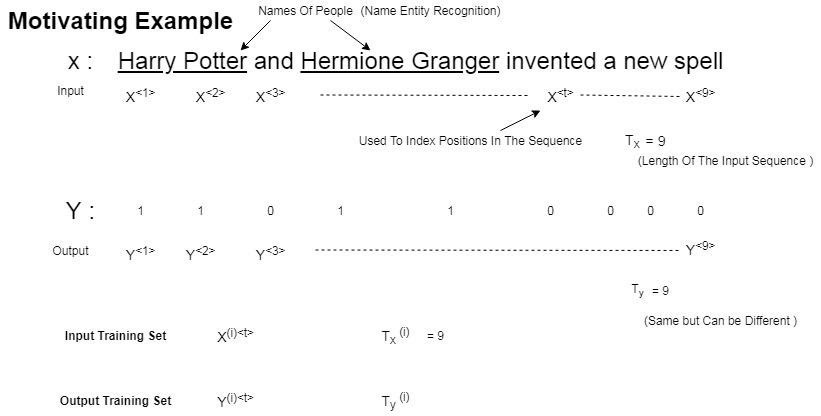 Names Of People (Name Entity Recognition)
Motivating Example
x : Harry Potter and Hermione Granger invented a new spell
Input X<1> X<2> X<3> X<t> X<9>
Used To Index Positions In The Sequence
Tx = 9
(Length Of The Input Sequence )
Y : 1 1 0 1 1 0 0 0 0
Output Y<1> Y<2> Y<3> Y<9>
Ty = 9
(Same but Can be Different )
Input Training Set X(i)<t> Tx (i) = 9
Output Training Set Y(i)<t> Ty (i)